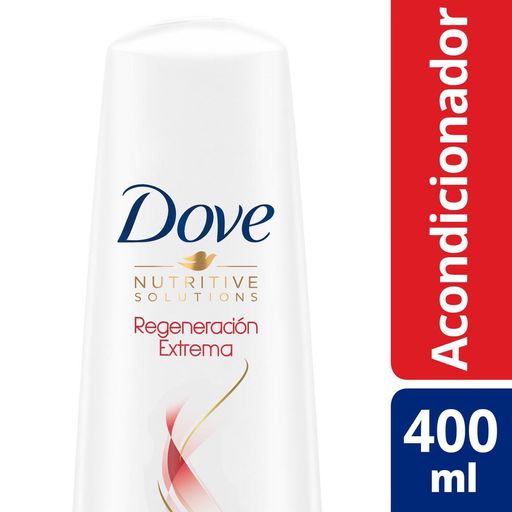 Dove
NUTRITIVE
SOLUTIONS
Regeneración
Extrema
Acondicionador
400
ml